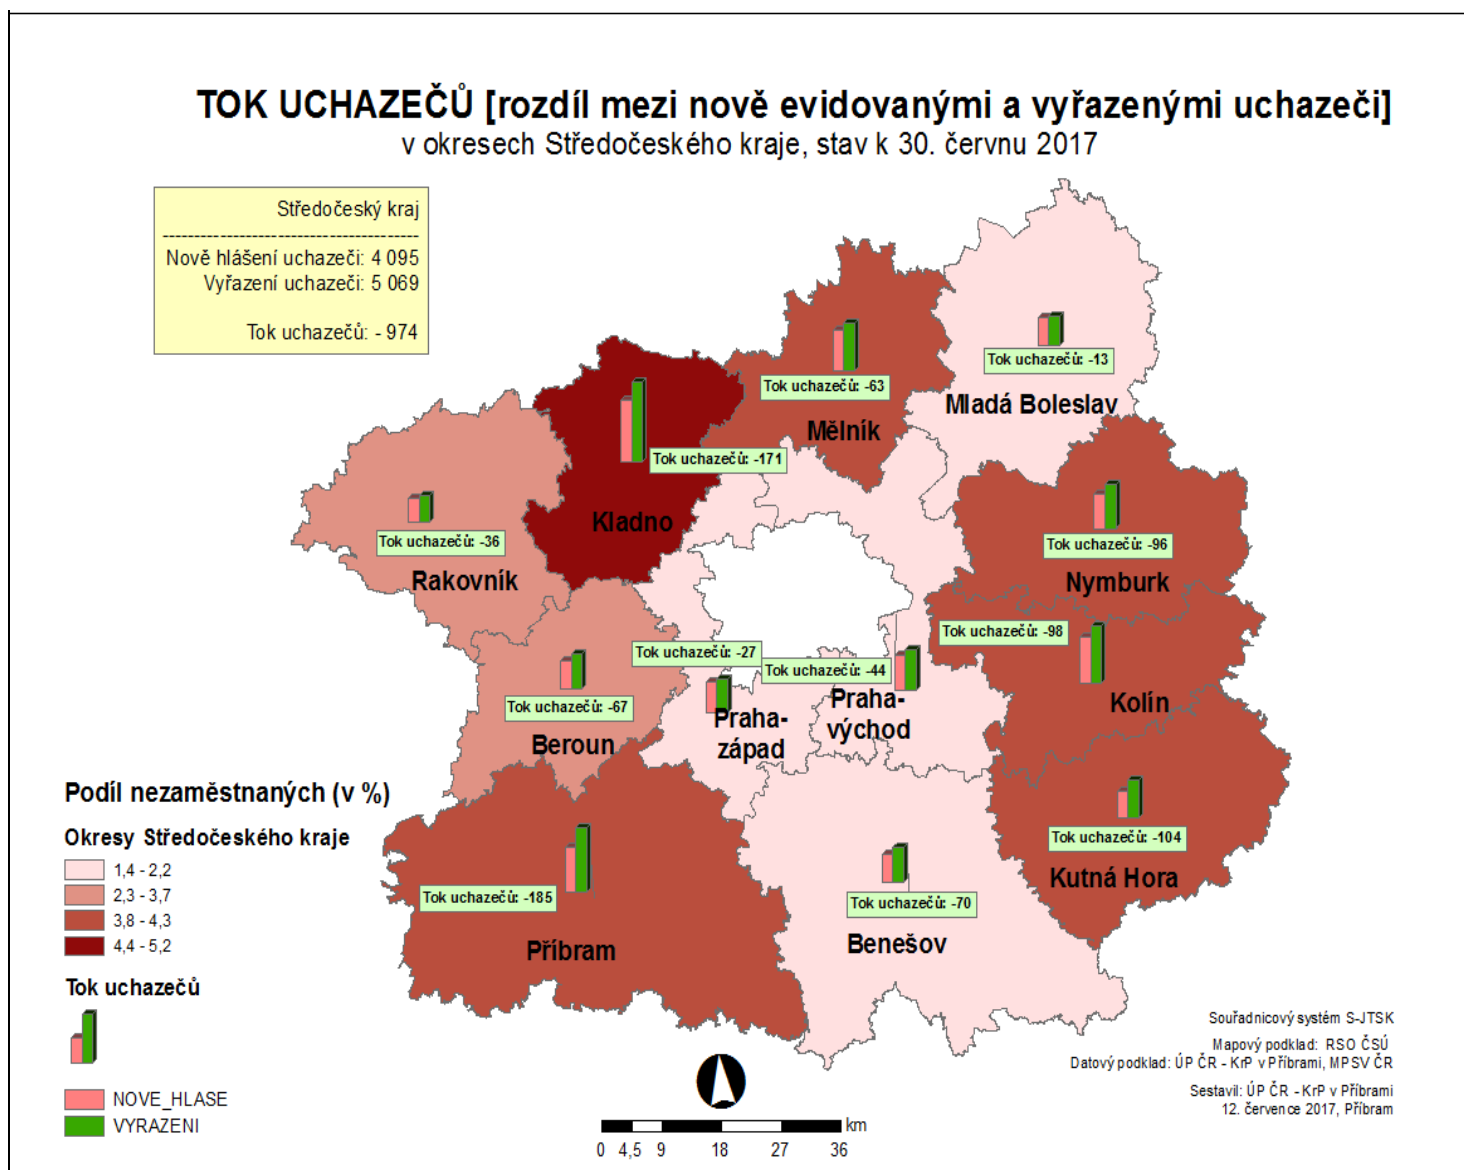 TOK UCHAZEČŮ [rozdíl mezi nově evidovanými a vyřazenými uchazeči]
v okresech Středočeského kraje, stav k 30. červnu 2017
Středočeský kraj
----------------------------------------
Nově hlášení uchazeči: 4 095
Vyřazení uchazeči: 5 069
Tok uchazečů: - 974
Tok uchazečů: -13
Mladá Boleslav
Tok uchazečů: -63
Mělník
Tok uchazečů: -171
Kladno
Tok uchazečů: -36
Rakovník
Tok uchazečů: -96
Nymburk
Tok uchazečů: -98
Kolín
Tok uchazečů: -27
Praha-
západ
Tok uchazečů: -44
Praha-
východ
Tok uchazečů: -67
Beroun
Tok uchazečů: -104
Kutná Hora
Tok uchazečů: -185
Příbram
Tok uchazečů: -70
Benešov
Podíl nezaměstnaných (v %)
Okresy Středočeského kraje
1,4 - 2,2
2,3 - 3,7
3,8 - 4,3
4,4 - 5,2
Tok uchazečů
NOVE_HLASE
VYRAZENI
km
0 4,5 9 18 27 36
Souřadnicový systém S-JTSK
Mapový podklad: RSO ČSÚ
Datový podklad: ÚP ČR - KrP v Příbrami, MPSV ČR
Sestavil: ÚP ČR - KrP v Příbrami
12. července 2017, Příbram